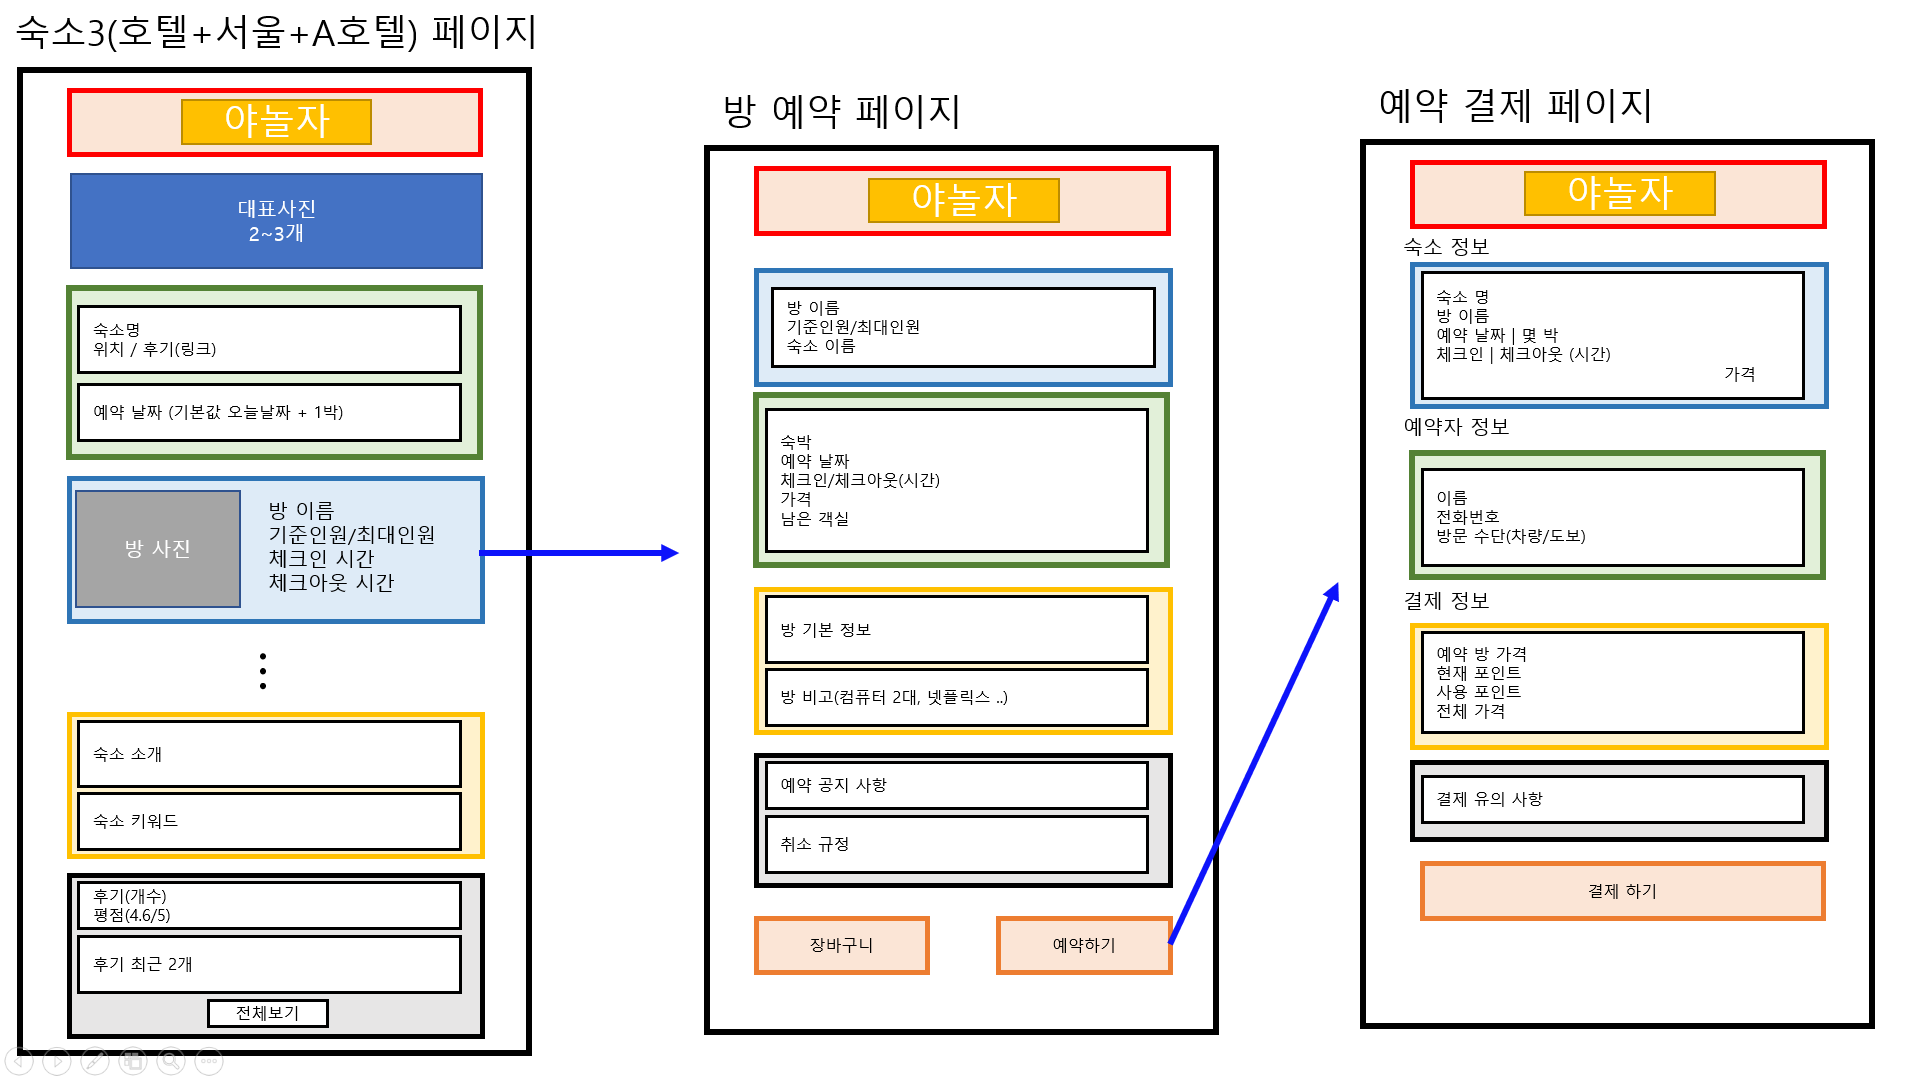 숙소3(호텔+서울+A호텔) 페이지
야놀자
대표사진
2~3개
숙소명
위치 / 후기(링크)
예약 날짜 (기본값 오늘날짜 + 1박)
방 사진
방 이름
기준인원/최대인원
체크인 시간
체크아웃 시간
숙소 소개
숙소 키워드
후기(개수)
평점(4.6/5)
후기 최근 2개
전체보기
방 예약 페이지
야놀자
방 이름
기준인원/최대인원
숙소 이름
숙박
예약 날짜
체크인/체크아웃(시간)
가격
남은 객실
방 기본 정보
방 비고(컴퓨터 2대, 넷플릭스 ..)
예약 공지 사항
취소 규정
장바구니
예약하기
예약 결제 페이지
야놀자
숙소 정보
숙소 명
방 이름
예약 날짜 | 몇 박
체크인 | 체크아웃 (시간)
가격
예약자 정보
이름
전화번호
방문 수단(차량/도보)
결제 정보
예약 방 가격
현재 포인트
사용 포인트
전체 가격
결제 유의 사항
결제 하기